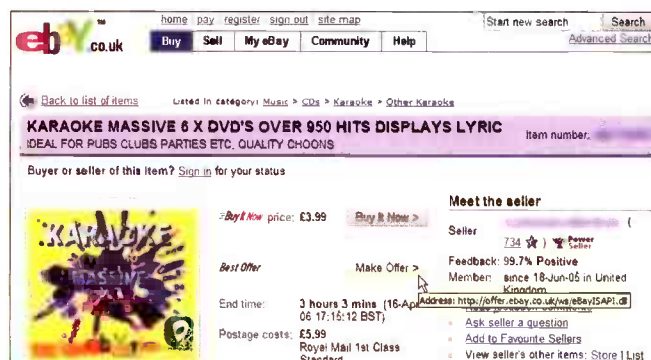 home pay register sign out site map
ebY.co.uk
Buy Sell My eBay Community Help
Start new search Search
Advanced Search
Back to list of items Listed in category: Music > CDs > Karaoke > Other Karaoke
KARAOKE MASSIVE 6 X DVD'S OVER 950 HITS DISPLAYS LYRIC
IDEAL FOR PUBS CLUBS PARTIES ETC. QUALITY CHOONS
Item number:
Buyer or seller of this item? Sign in for your status
KARAOKE
MASSIVE
Buy It Now price: £3.99 Buy It Now >
Best Offer Make Offer >
End time: 3 hours 3 mins (16-Apr-
06 17:15:12 BST)
Postage costs: £5.99
Royal Mail 1st Class
Standard
Meet the seller
Seller (
734 ) Power Seller
Feedback: 99.7% Positive
Member: since 18-Jun-05 in United
Kingdom
Address: http://offer.ebay.co.uk/ws/eBayISAPI.dll
Ask seller a question
Add to Favourite Sellers
View seller's other items: Store | List